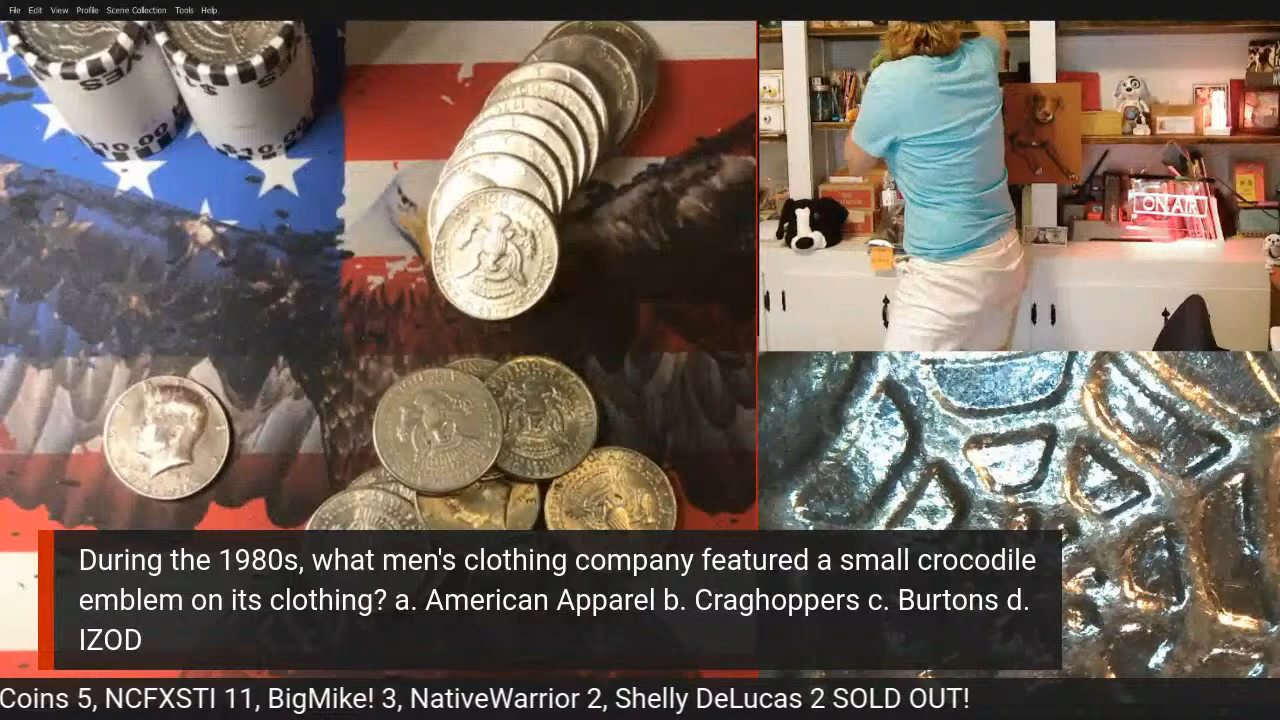 File Edit View Profile Scene Collection Tools Help
ON AIR
During the 1980s, what men's clothing company featured a small crocodile
emblem on its clothing? a. American Apparel b. Craghoppers c. Burtons d.
IZOD
Coins 5, NCFXSTI 11, BigMike! 3, NativeWarrior 2, Shelly DeLucas 2 SOLD OUT!